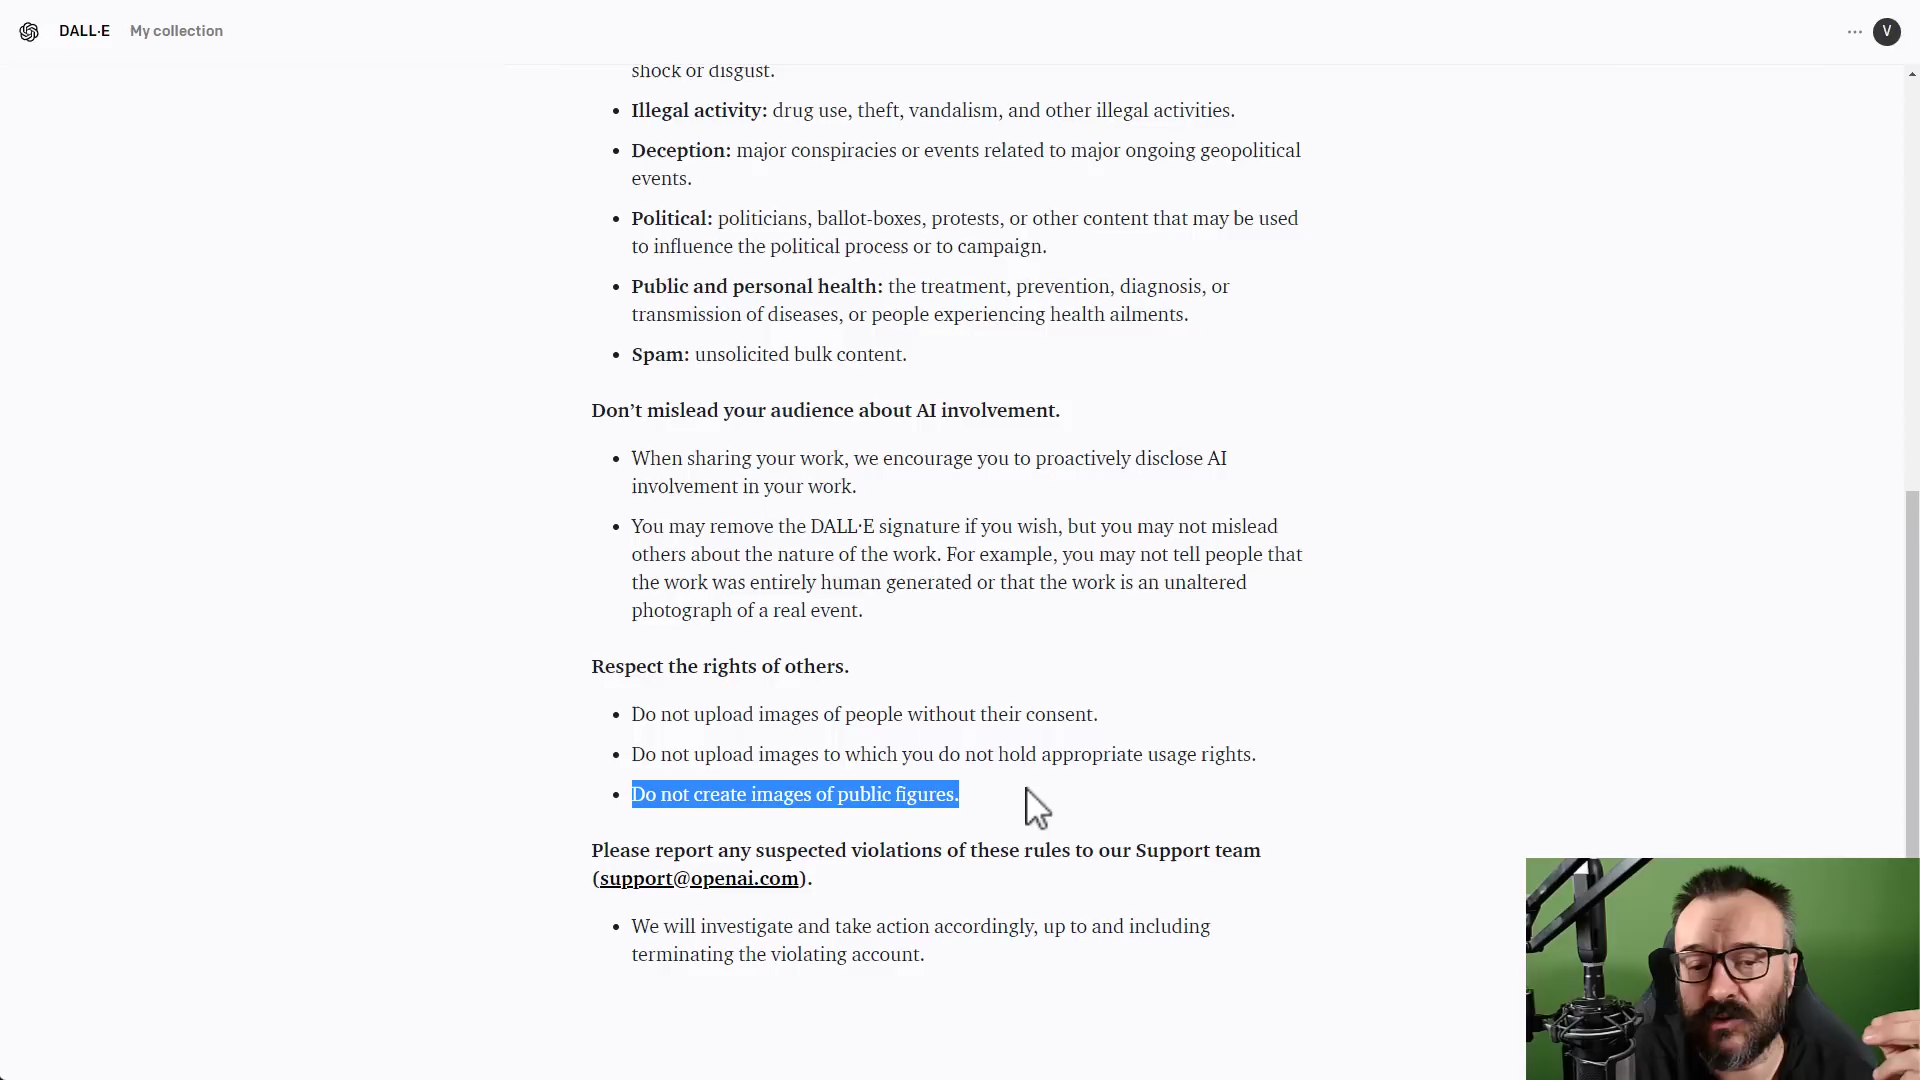 DALL·E My collection
V
shock or disgust.
• Illegal activity: drug use, theft, vandalism, and other illegal activities.
• Deception: major conspiracies or events related to major ongoing geopolitical
events.
• Political: politicians, ballot-boxes, protests, or other content that may be used
to influence the political process or to campaign.
• Public and personal health: the treatment, prevention, diagnosis, or
transmission of diseases, or people experiencing health ailments.
• Spam: unsolicited bulk content.
Don’t mislead your audience about AI involvement.
• When sharing your work, we encourage you to proactively disclose AI
involvement in your work.
• You may remove the DALL·E signature if you wish, but you may not mislead
others about the nature of the work. For example, you may not tell people that
the work was entirely human generated or that the work is an unaltered
photograph of a real event.
Respect the rights of others.
• Do not upload images of people without their consent.
• Do not upload images to which you do not hold appropriate usage rights.
• Do not create images of public figures.
Please report any suspected violations of these rules to our Support team
(support@openai.com).
• We will investigate and take action accordingly, up to and including
terminating the violating account.